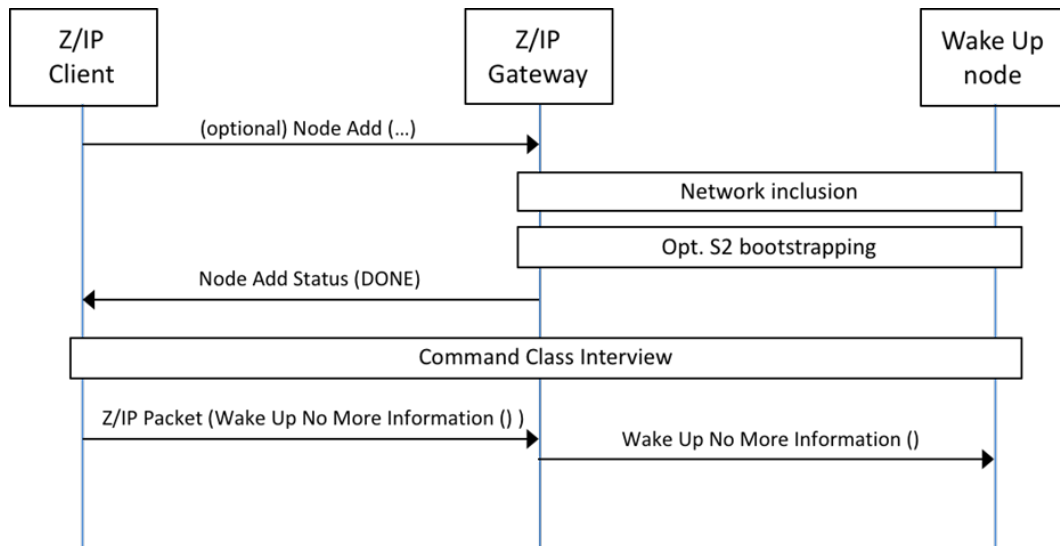 Z/IP
Client
Z/IP
Gateway
Wake Up
node
(optional) Node Add (...)
Network inclusion
Opt. S2 bootstrapping
Node Add Status (DONE)
Command Class Interview
Z/IP Packet (Wake Up No More Information () )
Wake Up No More Information ()